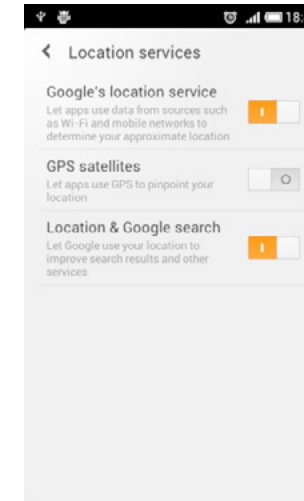 18:
Location services
Google's location service
Let apps use data from sources such
as Wi-Fi and mobile networks to
determine your approximate location
GPS satellites
Let apps use GPS to pinpoint your
location
Location & Google search
Let Google use your location to
improve search results and other
services